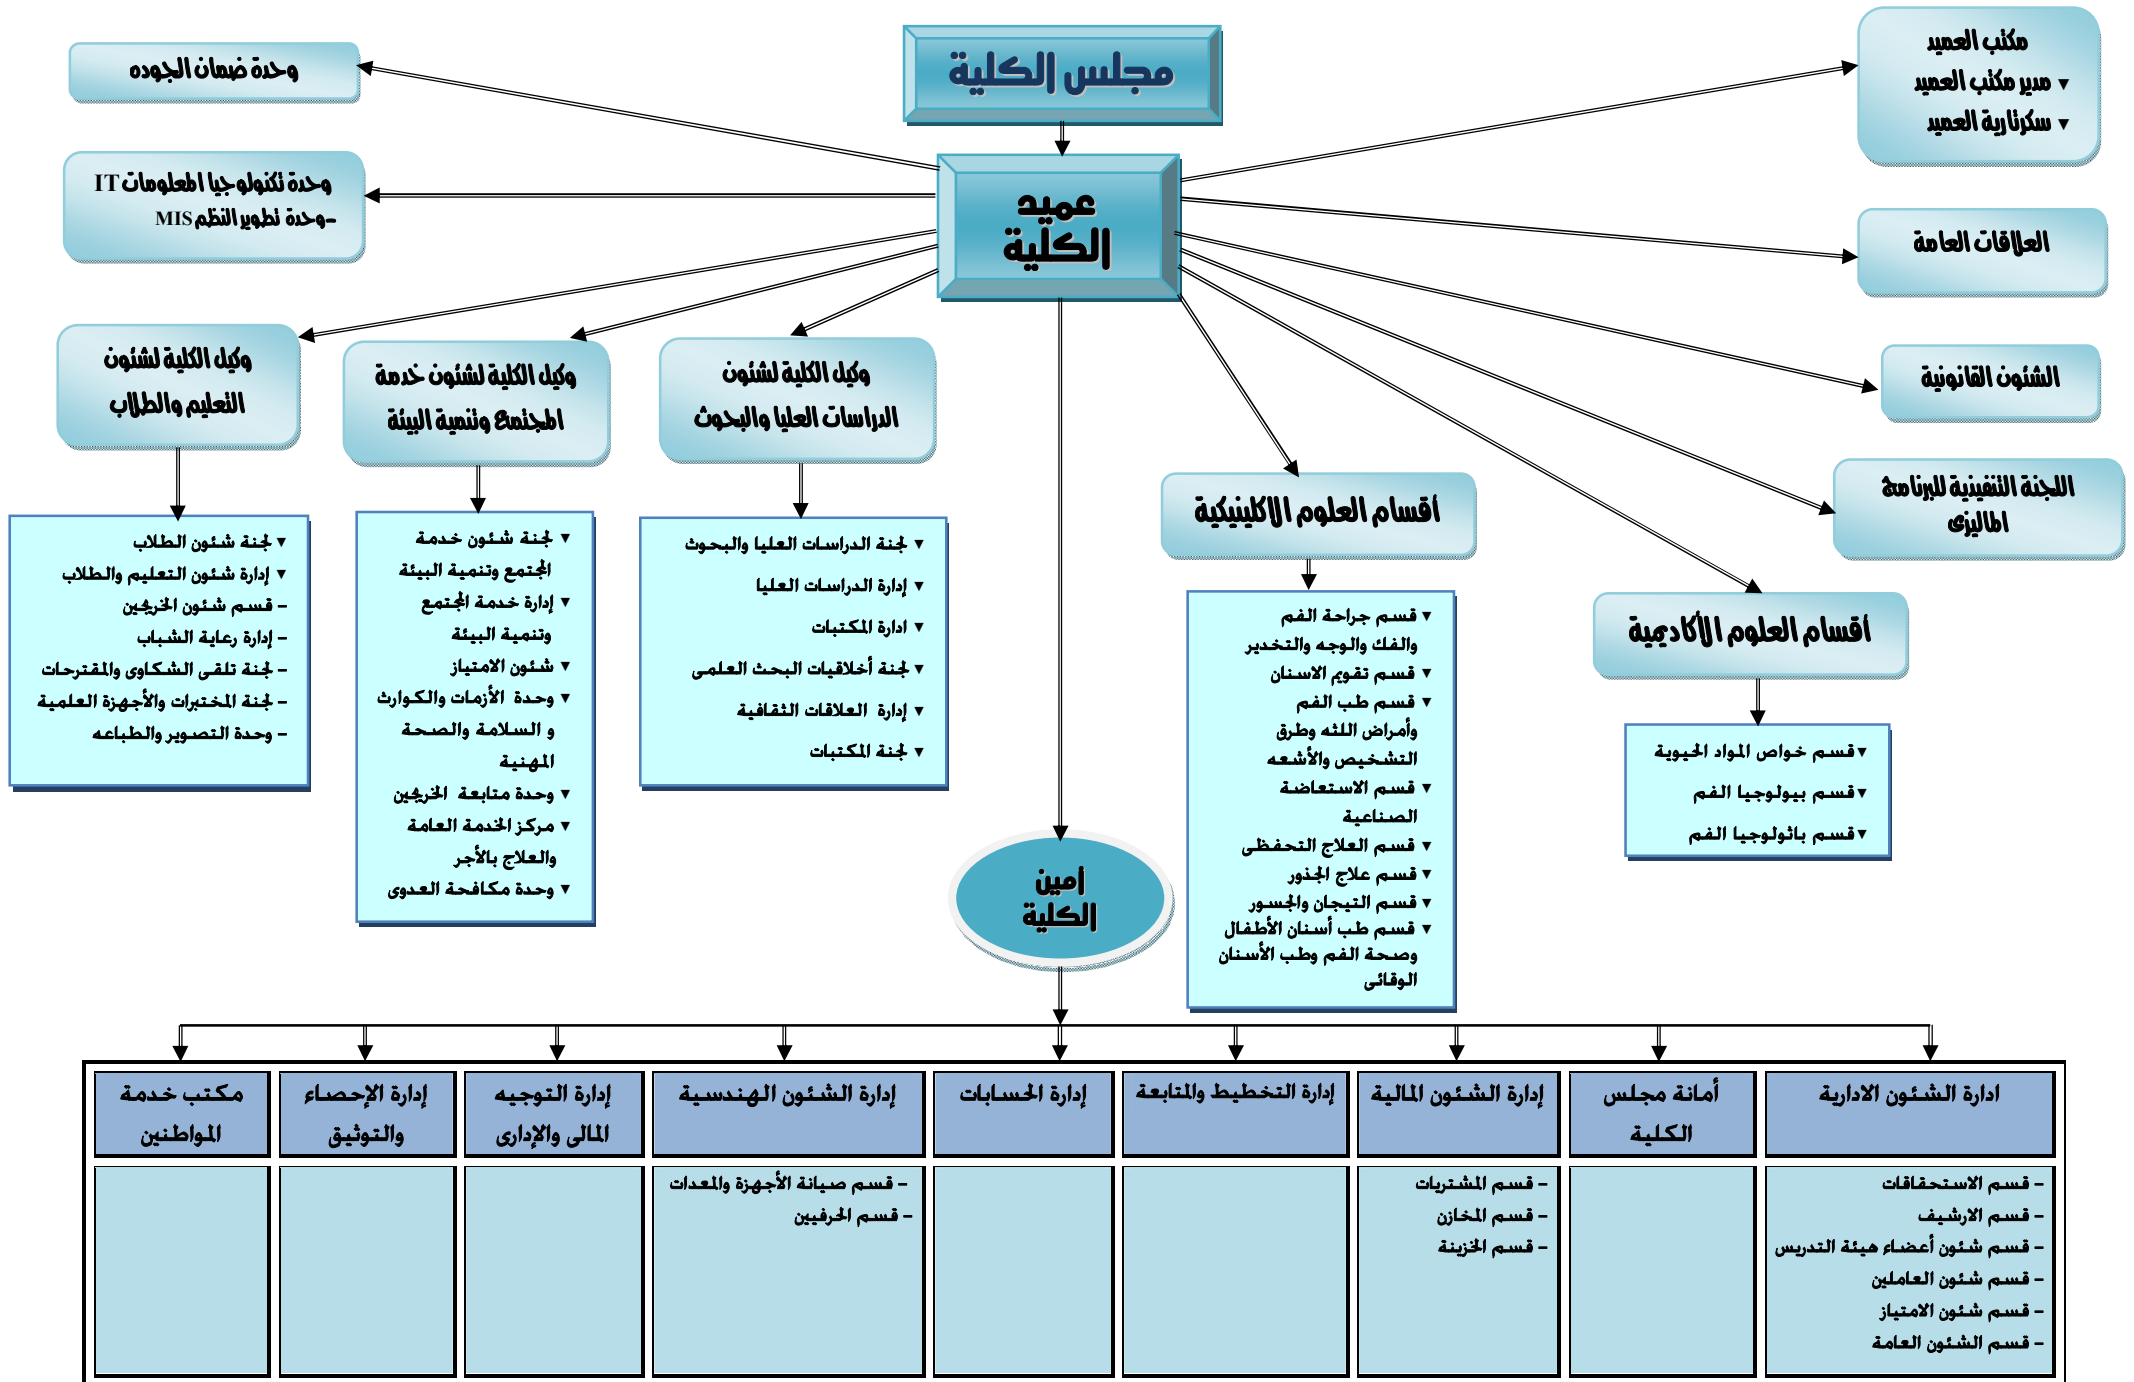 مجلس الكلية
عميد
الكلية
مكتب العميد
▾ مدير مكتب العميد
▾ سكرتارية العميد
العلاقات العامة
الشئون القانونية
اللجنة التنفيذية للبرنامج
الماليزى
وحدة ضمان الجوده
وحدة تكنولوجيا المعلومات IT
-وحدة تطوير النظم MIS
أقسام العلوم الأكاديمية
▾ قسم خواص المواد الحيوية
▾ قسم بيولوجيا الفم
▾ قسم باثولوجيا الفم
أقسام العلوم الاكلينيكية
▾ قسم جراحة الفم
والفك والوجه والتخدير
▾ قسم تقويم الاسنان
▾ قسم طب الفم
وأمراض اللثه وطرق
التشخيص والأشعه
▾ قسم الاستعاضة
الصناعية
▾ قسم العلاج التحفظى
▾ قسم علاج الجذور
▾ قسم التيجان والجسور
▾ قسم طب أسنان الأطفال
وصحة الفم وطب الأسنان
الوقائى
وكيل الكلية لشئون
الدراسات العليا والبحوث
▾ لجنة الدراسات العليا والبحوث
▾ إدارة الدراسات العليا
▾ ادارة المكتبات
▾ لجنة أخلاقيات البحث العلمى
▾ إدارة العلاقات الثقافية
▾ لجنة المكتبات
وكيل الكلية لشئون خدمة
المجتمع وتنمية البيئة
▾ لجنة شئون خدمة
المجتمع وتنمية البيئة
▾ إدارة خدمة المجتمع
وتنمية البيئة
▾ شئون الامتياز
▾ وحدة الأزمات والكوارث
و السلامة والصحة
المهنية
▾ وحدة متابعة الخريجين
▾ مركز الخدمة العامة
والعلاج بالأجر
▾ وحدة مكافحة العدوى
وكيل الكلية لشئون
التعليم والطلاب
▾ لجنة شئون الطلاب
▾ إدارة شئون التعليم والطلاب
- قسم شئون الخريجين
- إدارة رعاية الشباب
- لجنة تلقى الشكاوى والمقترحات
- لجنة المختبرات والأجهزة العلمية
- وحدة التصوير والطباعه
أمين
الكلية
ادارة الشئون الادارية
- قسم الاستحقاقات
- قسم الارشيف
- قسم شئون أعضاء هيئة التدريس
- قسم شئون العاملين
- قسم شئون الامتياز
- قسم الشئون العامة
أمانة مجلس
الكلية
إدارة الشئون المالية
- قسم المشتريات
- قسم المخازن
- قسم الخزينة
إدارة التخطيط والمتابعة
إدارة الحسابات
إدارة الشئون الهندسية
- قسم صيانة الأجهزة والمعدات
- قسم الحرفيين
إدارة التوجيه
المالى والإدارى
إدارة الإحصاء
والتوثيق
مكتب خدمة
المواطنين